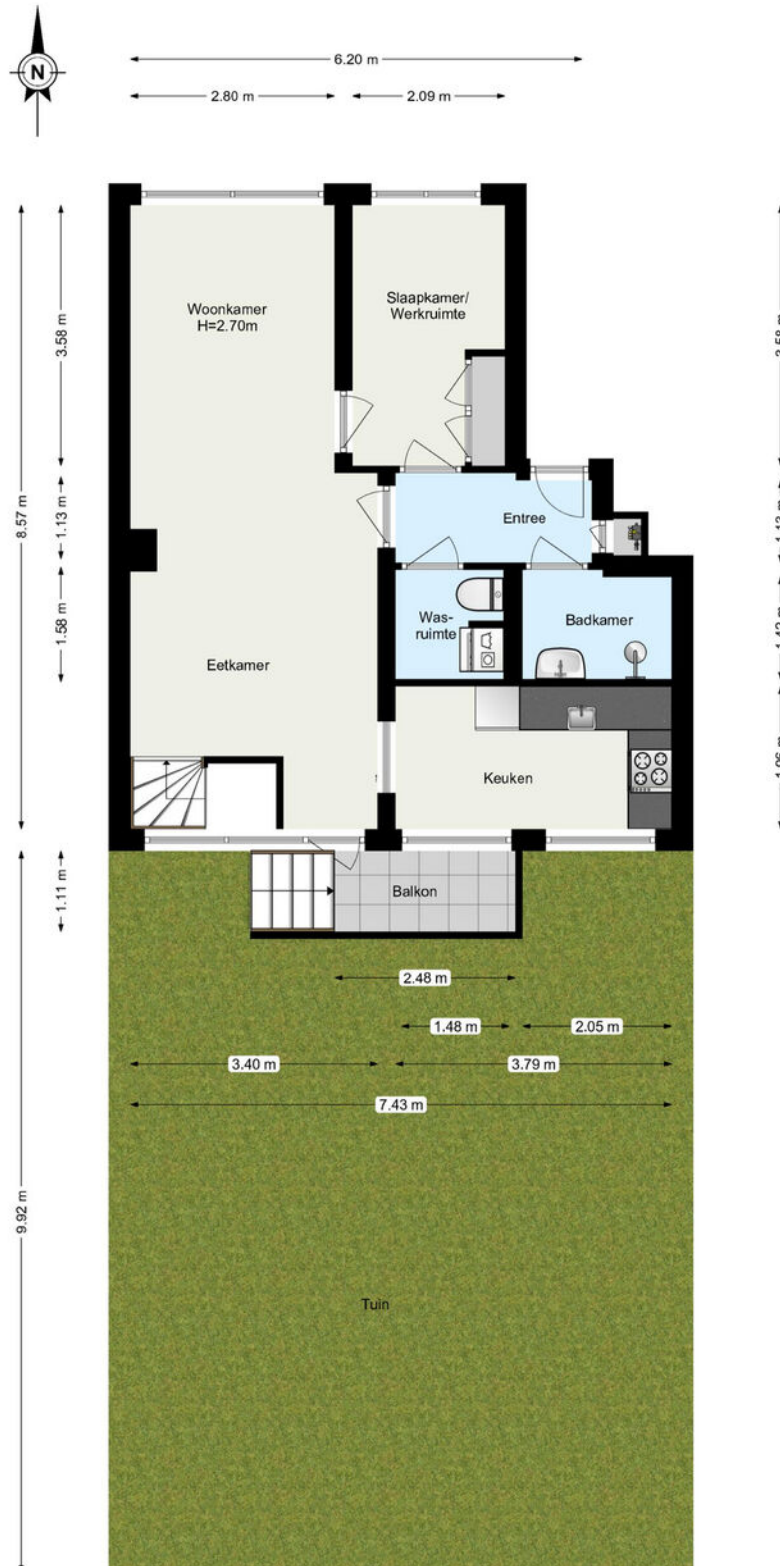 N
6.20 m
2.80 m
2.09 m
8.57 m
3.58 m
1.13 m
1.58 m
Woonkamer
H=2.70m
Slaapkamer/
Werkruimte
Entree
Was-
ruimte
Badkamer
Eetkamer
Keuken
Balkon
1.11 m
2.48 m
1.48 m
2.05 m
3.40 m
3.79 m
7.43 m
9.92 m
Tuin